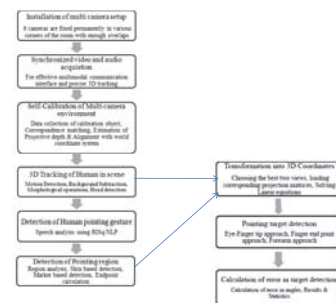 Installation of multi camera setup
6 cameras are fixed permanently in various
corners of the room with enough overlaps
Synchronized video and audio
acquisition
For effective multimodal communication
interface and precise 3D tracking
Self-Calibration of Multi camera
environment
Data collection of calibration object,
Correspondence matching, Estimation of
Projective depth & Alignment with world
coordinate system
3D Tracking of Human in scene
Motion Detection, Background Subtraction,
Morphological operations, Head detection
Detection of Human pointing gesture
Speech analysis using
Detection of Pointing region
Region analysis, Skin based detection,
Marker based detection, Endpoint
calculation
Transformation into 3D Coordinates
Choosing the best two views, loading
corresponding projection matrices, Solving
Linear equations
Pointing target detection
Eye-Finger tip approach, Finger end point
approach, Forearm approach
Calculation of error in target detection
Calculation of error in angles, Results &
Statistics